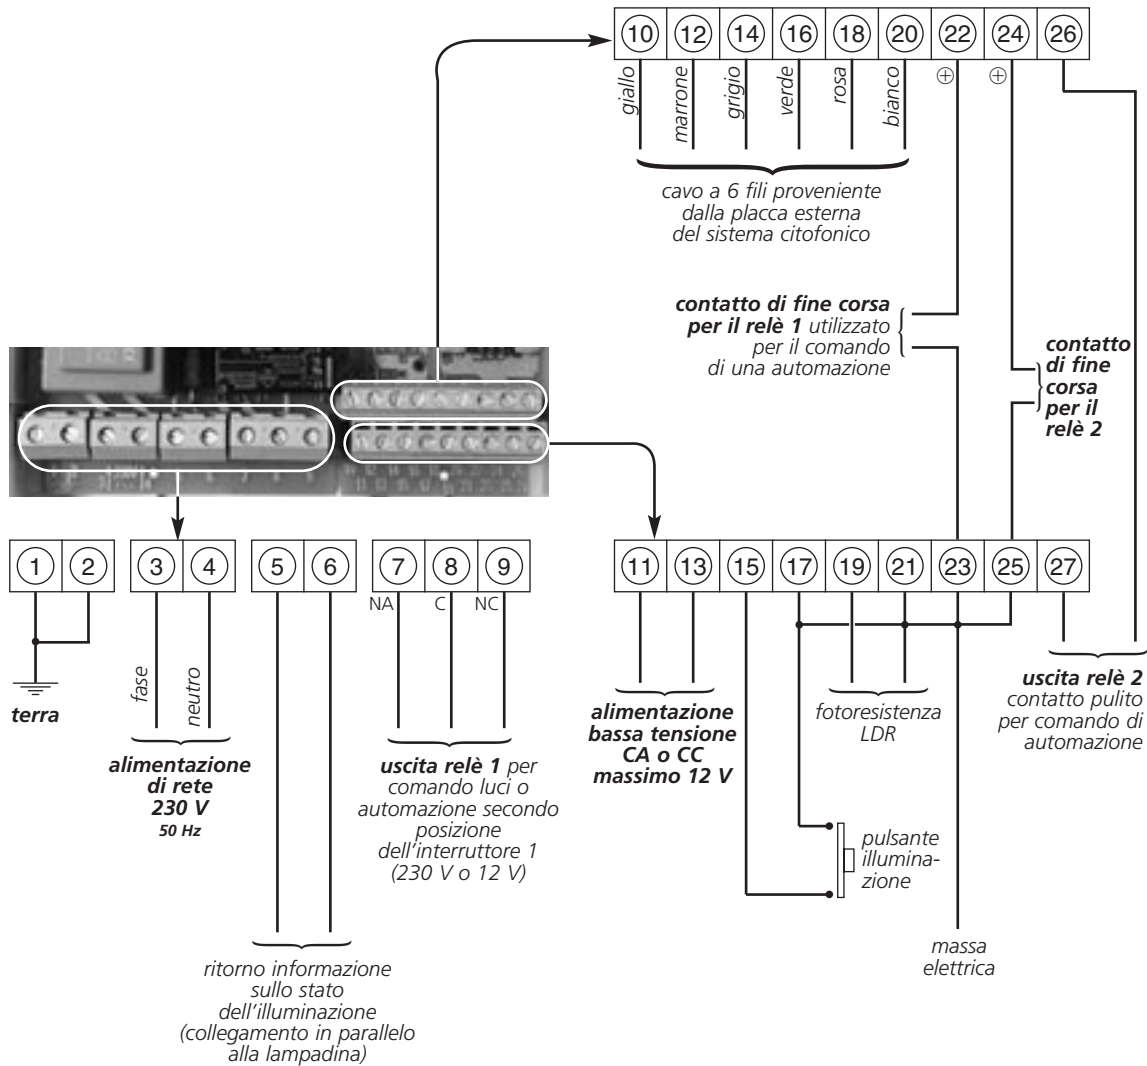 10 12 14 16 18 20 22 24 26
giallo
marrone
grigio
verde
rosa
bianco
cavo a 6 fili proveniente
dalla placca esterna
del sistema citofonico
contatto di fine corsa
per il relè 1 utilizzato
per il comando
di una automazione
contatto
di fine
corsa
per il
relè 2
1 2 3 4 5 6 7 8 9
NA C NC
11 13 15 17 19 21 23 25 27
terra
fase
neutro
alimentazione
di rete
230 V
50 Hz
uscita relè 1 per
comando luci o
automazione secondo
posizione
dell'interruttore 1
(230 V o 12 V)
alimentazione
bassa tensione
CA o CC
massimo 12 V
fotoresistenza
LDR
uscita relè 2
contatto pulito
per comando di
automazione
pulsante
illumina-
zione
massa
elettrica
ritorno informazione
sullo stato
dell'illuminazione
(collegamento in parallelo
alla lampadina)